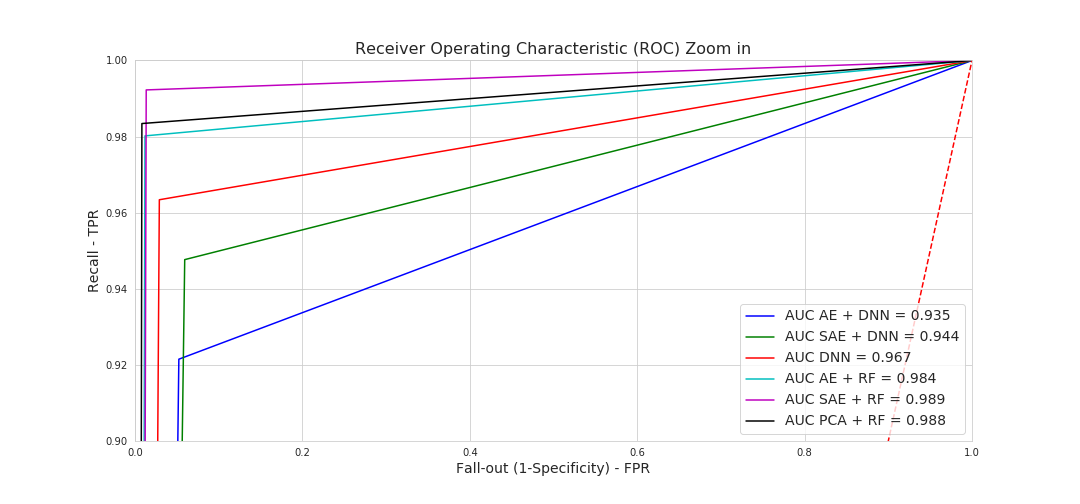 Receiver Operating Characteristic (ROC) Zoom in
1.00
0.98
0.96
0.94
0.92
0.90
Recall - TPR
AUC AE + DNN = 0.935
AUC SAE + DNN = 0.944
AUC DNN = 0.967
AUC AE + RF = 0.984
AUC SAE + RF = 0.989
AUC PCA + RF = 0.988
0.0 0.2 0.4 0.6 0.8 1.0
Fall-out (1-Specificity) - FPR